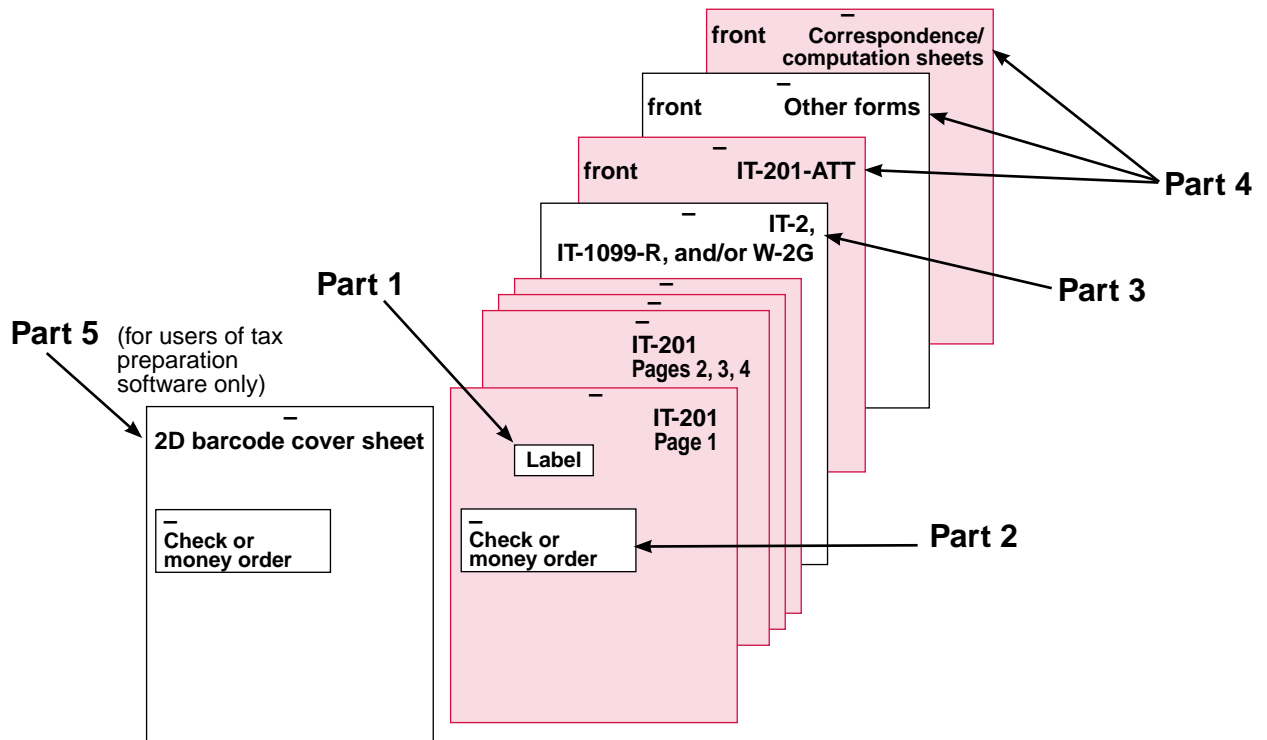 front
Correspondence/
computation sheets
front
Other forms
front
IT-201-ATT
Part 4
IT-2,
IT-1099-R, and/or W-2G
Part 3
Part 1
Part 5
(for users of tax
preparation
software only)
IT-201
Pages 2, 3, 4
2D barcode cover sheet
IT-201
Page 1
Label
Check or
money order
Check or
money order
Part 2